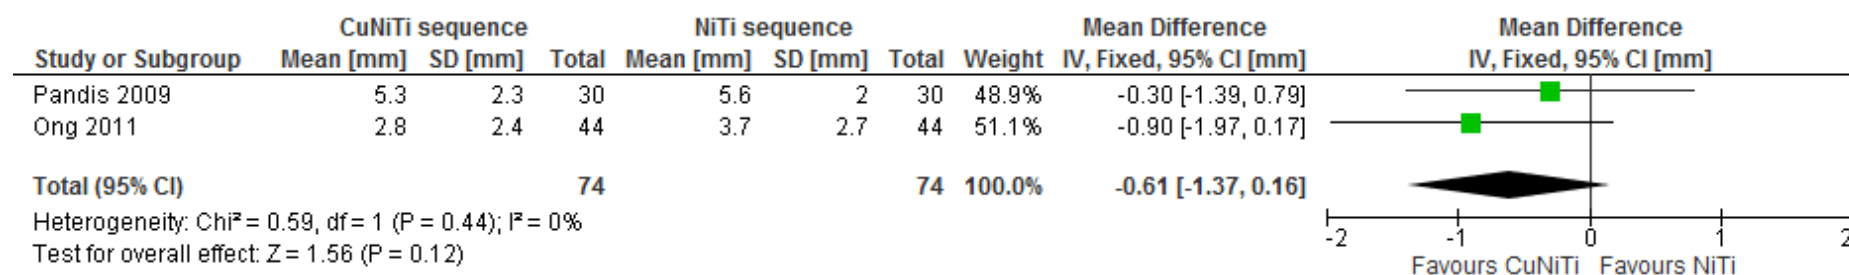 CuNiTi sequence NiTi sequence Mean Difference Mean Difference
Study or Subgroup Mean [mm] SD [mm] Total Mean [mm] SD [mm] Total Weight IV, Fixed, 95% CI [mm] IV, Fixed, 95% CI [mm]
Pandis 2009 5.3 2.3 30 5.6 2 30 48.9% -0.30 [-1.39, 0.79]
Ong 2011 2.8 2.4 44 3.7 2.7 44 51.1% -0.90 [-1.97, 0.17]
Total (95% CI) 74 74 100.0% -0.61 [-1.37, 0.16]
Heterogeneity: Chi² = 0.59, df = 1 (P = 0.44); I² = 0%
Test for overall effect: Z = 1.56 (P = 0.12)
-2 -1 0 1 2
Favours CuNiTi Favours NiTi